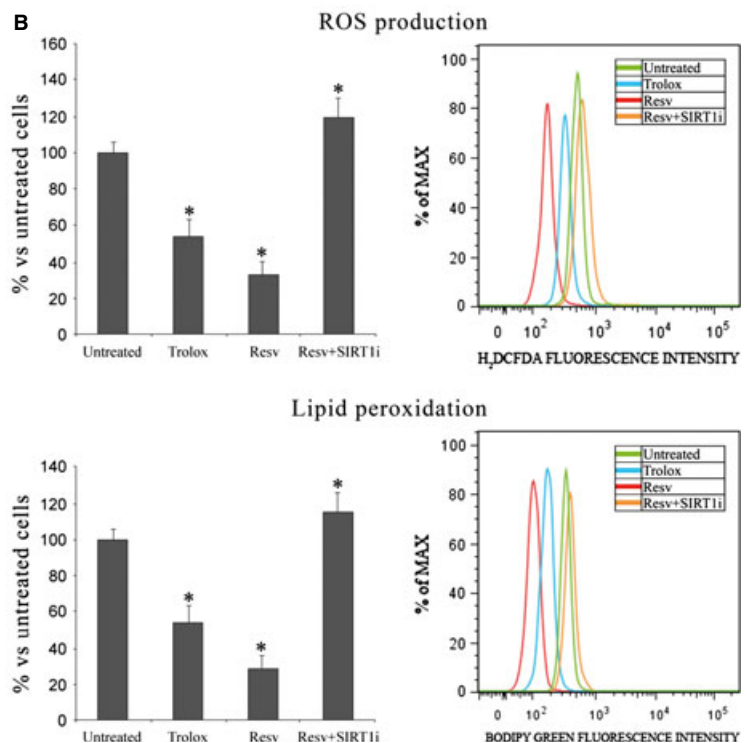 B
ROS production
% vs untreated cells
160
140
120
100
80
60
40
20
0
*
*
*
*
Untreated Trolox Resv Resv+SIRT1i
% of MAX
100
80
60
40
20
0
Untreated
Trolox
Resv
Resv+SIRT1i
0 10² 10³ 10⁴ 10⁵
H₂DCFDA FLUORESCENCE INTENSITY
Lipid peroxidation
% vs untreated cells
140
120
100
80
60
40
20
0
*
*
*
*
Untreated Trolox Resv Resv+SIRT1i
% of MAX
100
80
60
40
20
0
Untreated
Trolox
Resv
Resv+SIRT1i
0 10² 10³ 10⁴ 10⁵
BODIPY GREEN FLUORESCENCE INTENSITY